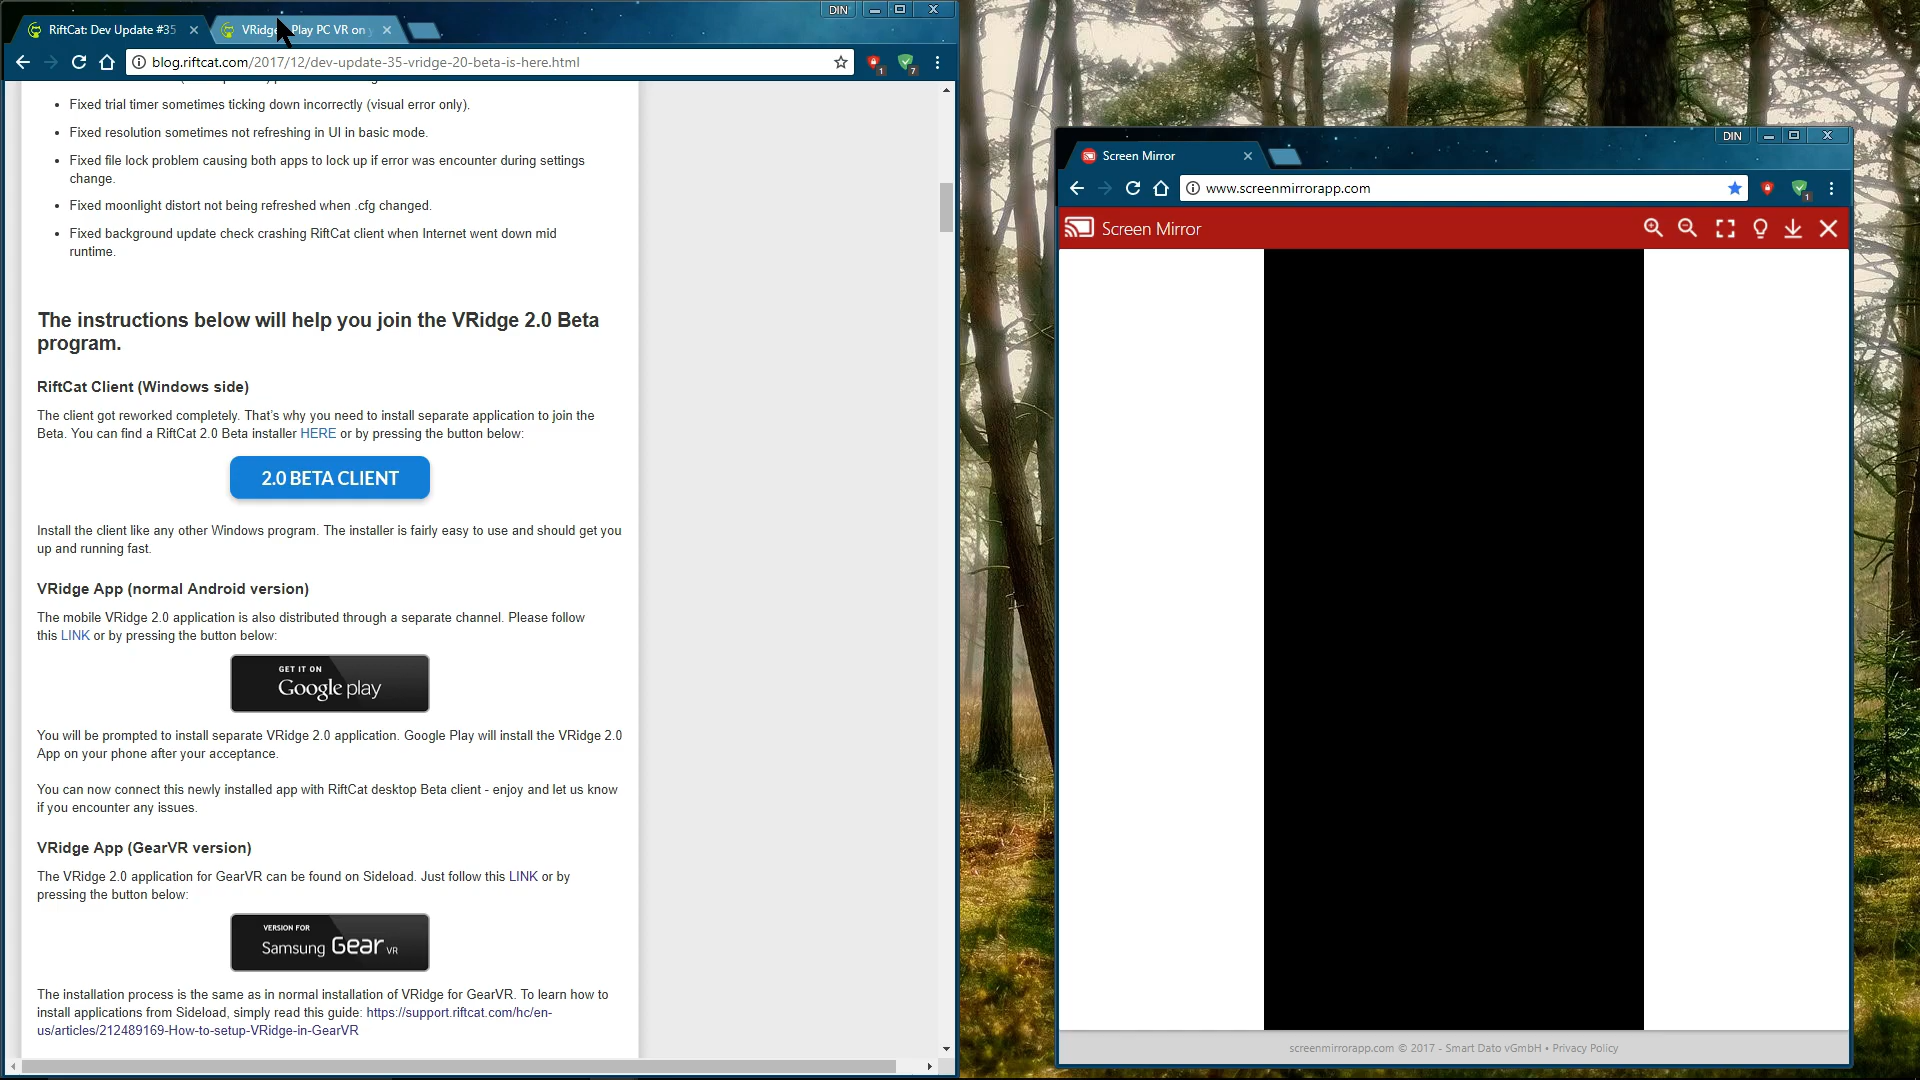 DIN
RiftCat: Dev Update #35
VRidge Play PC VR on
blog.riftcat.com/2017/12/dev-update-35-vridge-20-beta-is-here.html
1
7
Fixed trial timer sometimes ticking down incorrectly (visual error only).
Fixed resolution sometimes not refreshing in UI in basic mode.
Fixed file lock problem causing both apps to lock up if error was encounter during settings
change.
Fixed moonlight distort not being refreshed when .cfg changed.
Fixed background update check crashing RiftCat client when Internet went down mid
runtime.
The instructions below will help you join the VRidge 2.0 Beta
program.
RiftCat Client (Windows side)
The client got reworked completely. That's why you need to install separate application to join the
Beta. You can find a RiftCat 2.0 Beta installer HERE or by pressing the button below:
2.0 BETA CLIENT
Install the client like any other Windows program. The installer is fairly easy to use and should get you
up and running fast.
VRidge App (normal Android version)
The mobile VRidge 2.0 application is also distributed through a separate channel. Please follow
this LINK or by pressing the button below:
GET IT ON
Google play
You will be prompted to install separate VRidge 2.0 application. Google Play will install the VRidge 2.0
App on your phone after your acceptance.
You can now connect this newly installed app with RiftCat desktop Beta client - enjoy and let us know
if you encounter any issues.
VRidge App (GearVR version)
The VRidge 2.0 application for GearVR can be found on Sideload. Just follow this LINK or by
pressing the button below:
VERSION FOR
Samsung Gear VR
The installation process is the same as in normal installation of VRidge for GearVR. To learn how to
install applications from Sideload, simply read this guide: https://support.riftcat.com/hc/en-
us/articles/212489169-How-to-setup-VRidge-in-GearVR
DIN
Screen Mirror
www.screenmirrorapp.com
1
Screen Mirror
screenmirrorapp.com © 2017 - Smart Dato vGmbH • Privacy Policy